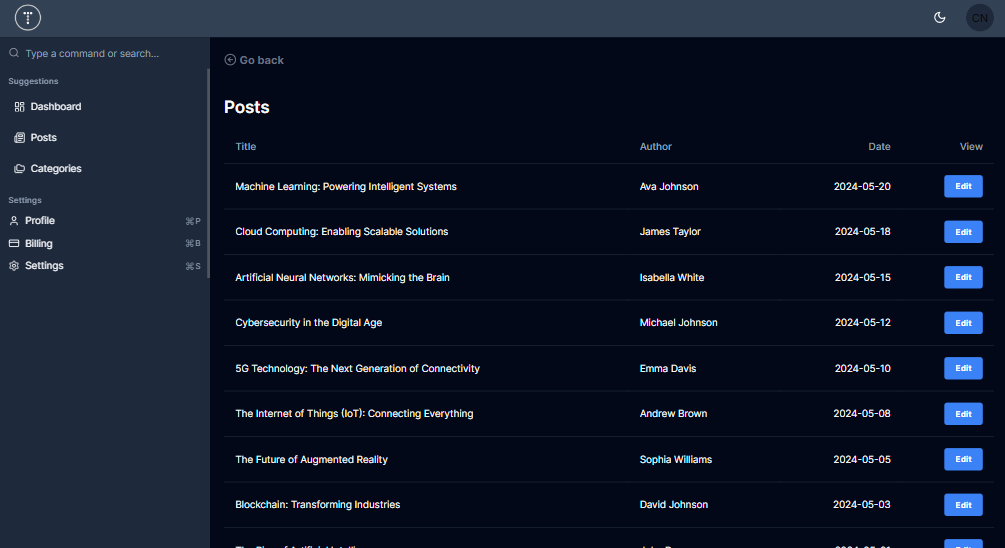 T
CN
Type a command or search...
Suggestions
Dashboard
Posts
Categories
Settings
Profile ⌘P
Billing ⌘B
Settings ⌘S
Go back
Posts
Title Author Date View
Machine Learning: Powering Intelligent Systems Ava Johnson 2024-05-20 Edit
Cloud Computing: Enabling Scalable Solutions James Taylor 2024-05-18 Edit
Artificial Neural Networks: Mimicking the Brain Isabella White 2024-05-15 Edit
Cybersecurity in the Digital Age Michael Johnson 2024-05-12 Edit
5G Technology: The Next Generation of Connectivity Emma Davis 2024-05-10 Edit
The Internet of Things (IoT): Connecting Everything Andrew Brown 2024-05-08 Edit
The Future of Augmented Reality Sophia Williams 2024-05-05 Edit
Blockchain: Transforming Industries David Johnson 2024-05-03 Edit